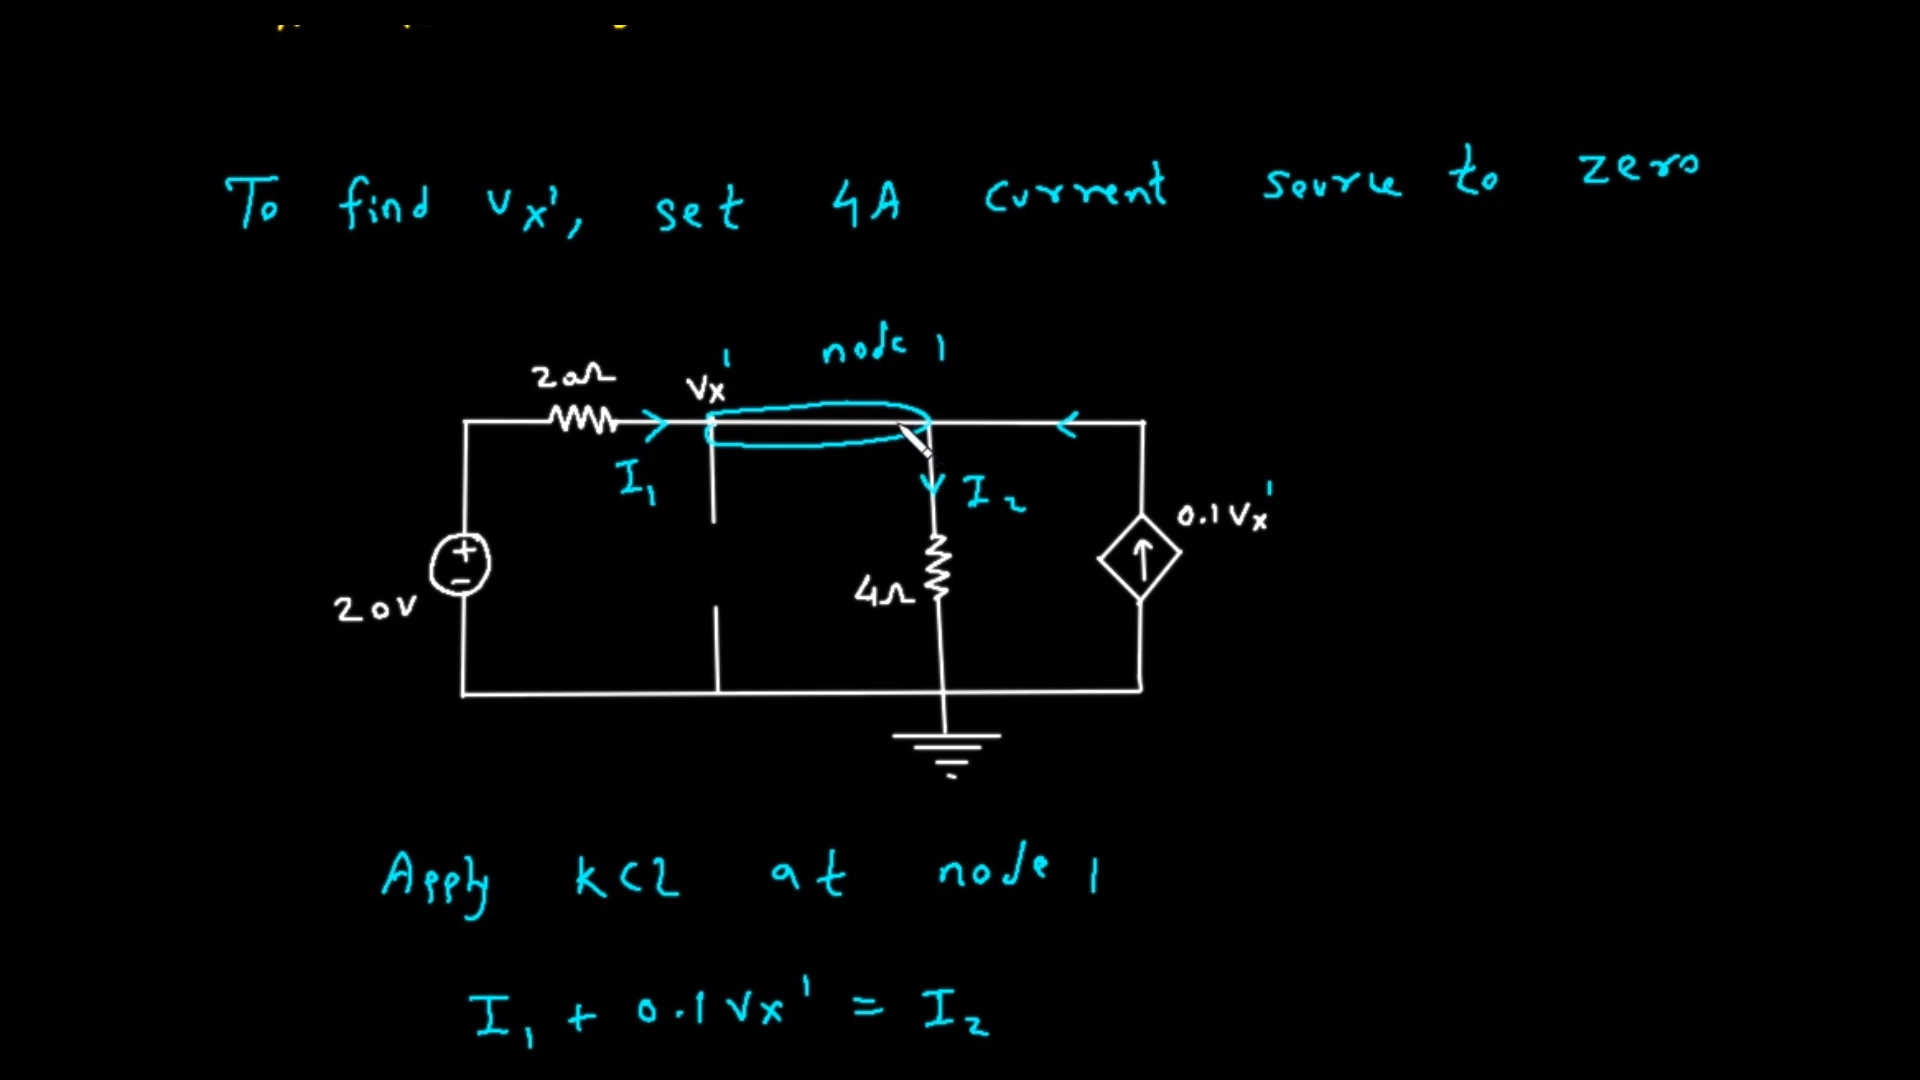 To find Vx', set 4A current source to zero
node 1
20Ω
Vx'
I1
I2
0.1Vx'
4Ω
+
-
20V
Apply KCL at node 1
I1 + 0.1Vx' = I2